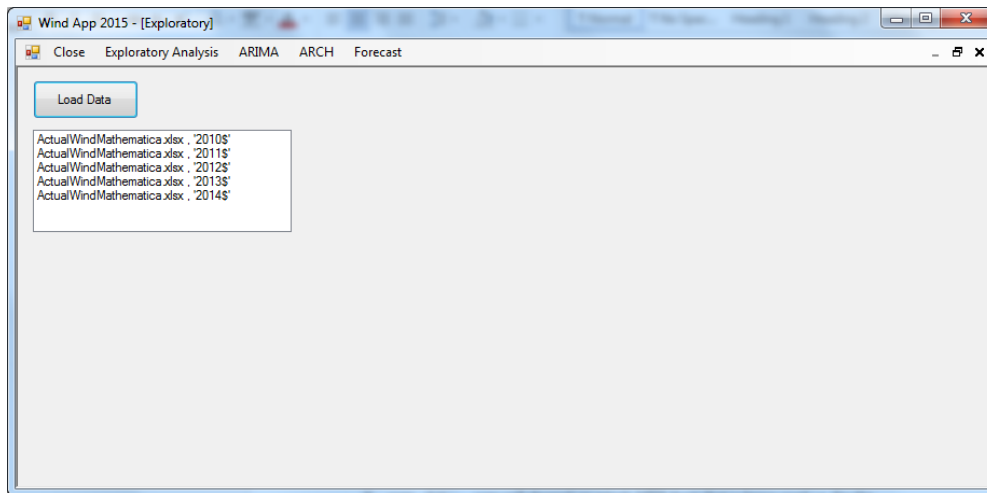 Wind App 2015 - [Exploratory]
Close Exploratory Analysis ARIMA ARCH Forecast
Load Data
ActualWindMathematica.xlsx , '2010$'
ActualWindMathematica.xlsx , '2011$'
ActualWindMathematica.xlsx , '2012$'
ActualWindMathematica.xlsx , '2013$'
ActualWindMathematica.xlsx , '2014$'